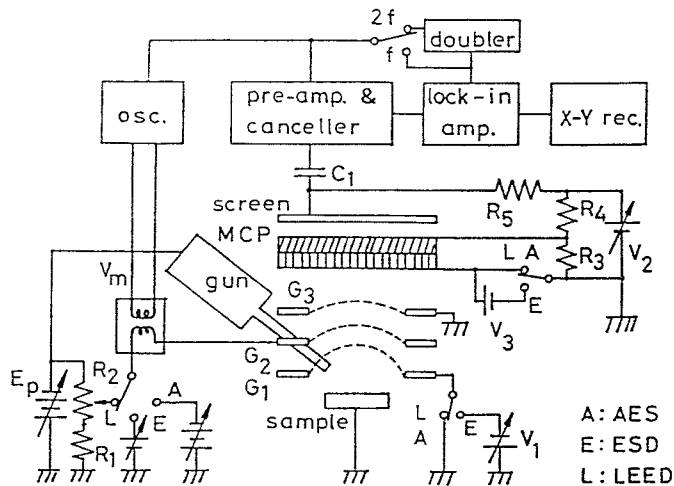 2f
f
doubler
osc.
pre-amp. &
canceller
lock-in
amp.
X-Y rec.
C1
screen
MCP
R5
R4
R3
V2
L A
E
V3
Vm
gun
G3
G2
G1
Ep
R2
R1
L
E
A
sample
L
A
E
V1
A: AES
E: ESD
L: LEED